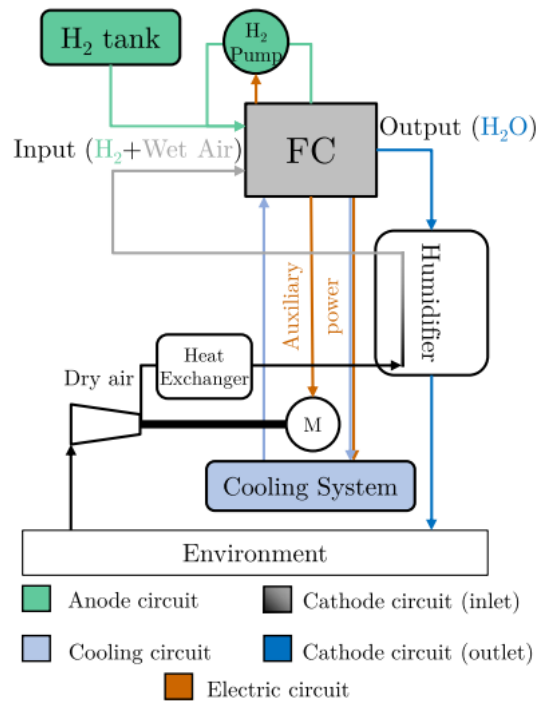 H₂ tank
H₂
Pump
Input (H₂+Wet Air)
FC
Output (H₂O)
Humidifier
Auxiliary
power
Heat
Exchanger
Dry air
M
Cooling System
Environment
Anode circuit
Cathode circuit (inlet)
Cooling circuit
Cathode circuit (outlet)
Electric circuit